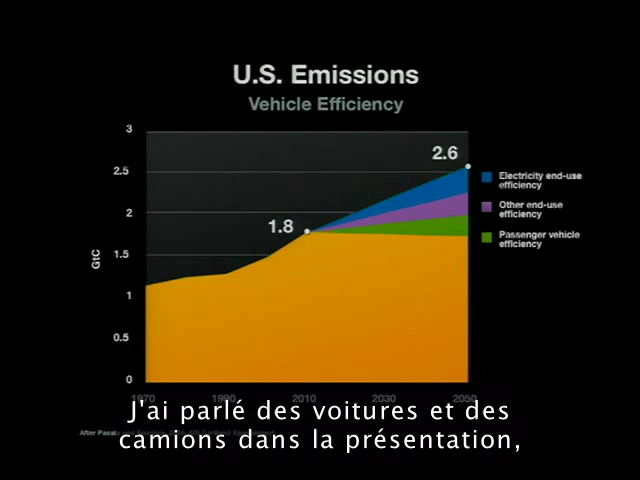 U.S. Emissions
Vehicle Efficiency
3
2.5
2
1.5
1
0.5
0
GtC
1.8
2.6
Electricity end-use
efficiency
Other end-use
efficiency
Passenger vehicle
efficiency
1970
1990
2010
2030
2050
After Pacala
J'ai parlé des voitures et des
camions dans la présentation,